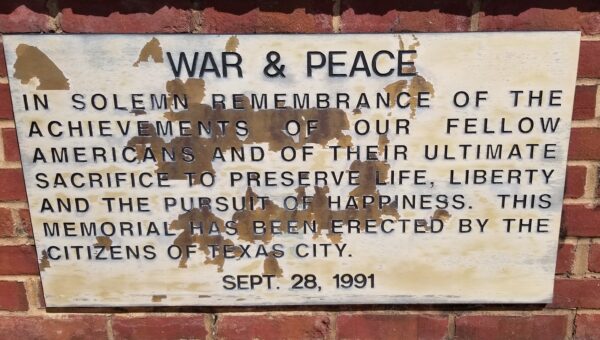 WAR & PEACE
IN SOLEMN REMEMBRANCE OF THE
ACHIEVEMENTS OF OUR FELLOW
AMERICANS AND OF THEIR ULTIMATE
SACRIFICE TO PRESERVE LIFE, LIBERTY
AND THE PURSUIT OF HAPPINESS. THIS
MEMORIAL HAS BEEN ERECTED BY THE
CITIZENS OF TEXAS CITY.
SEPT. 28, 1991